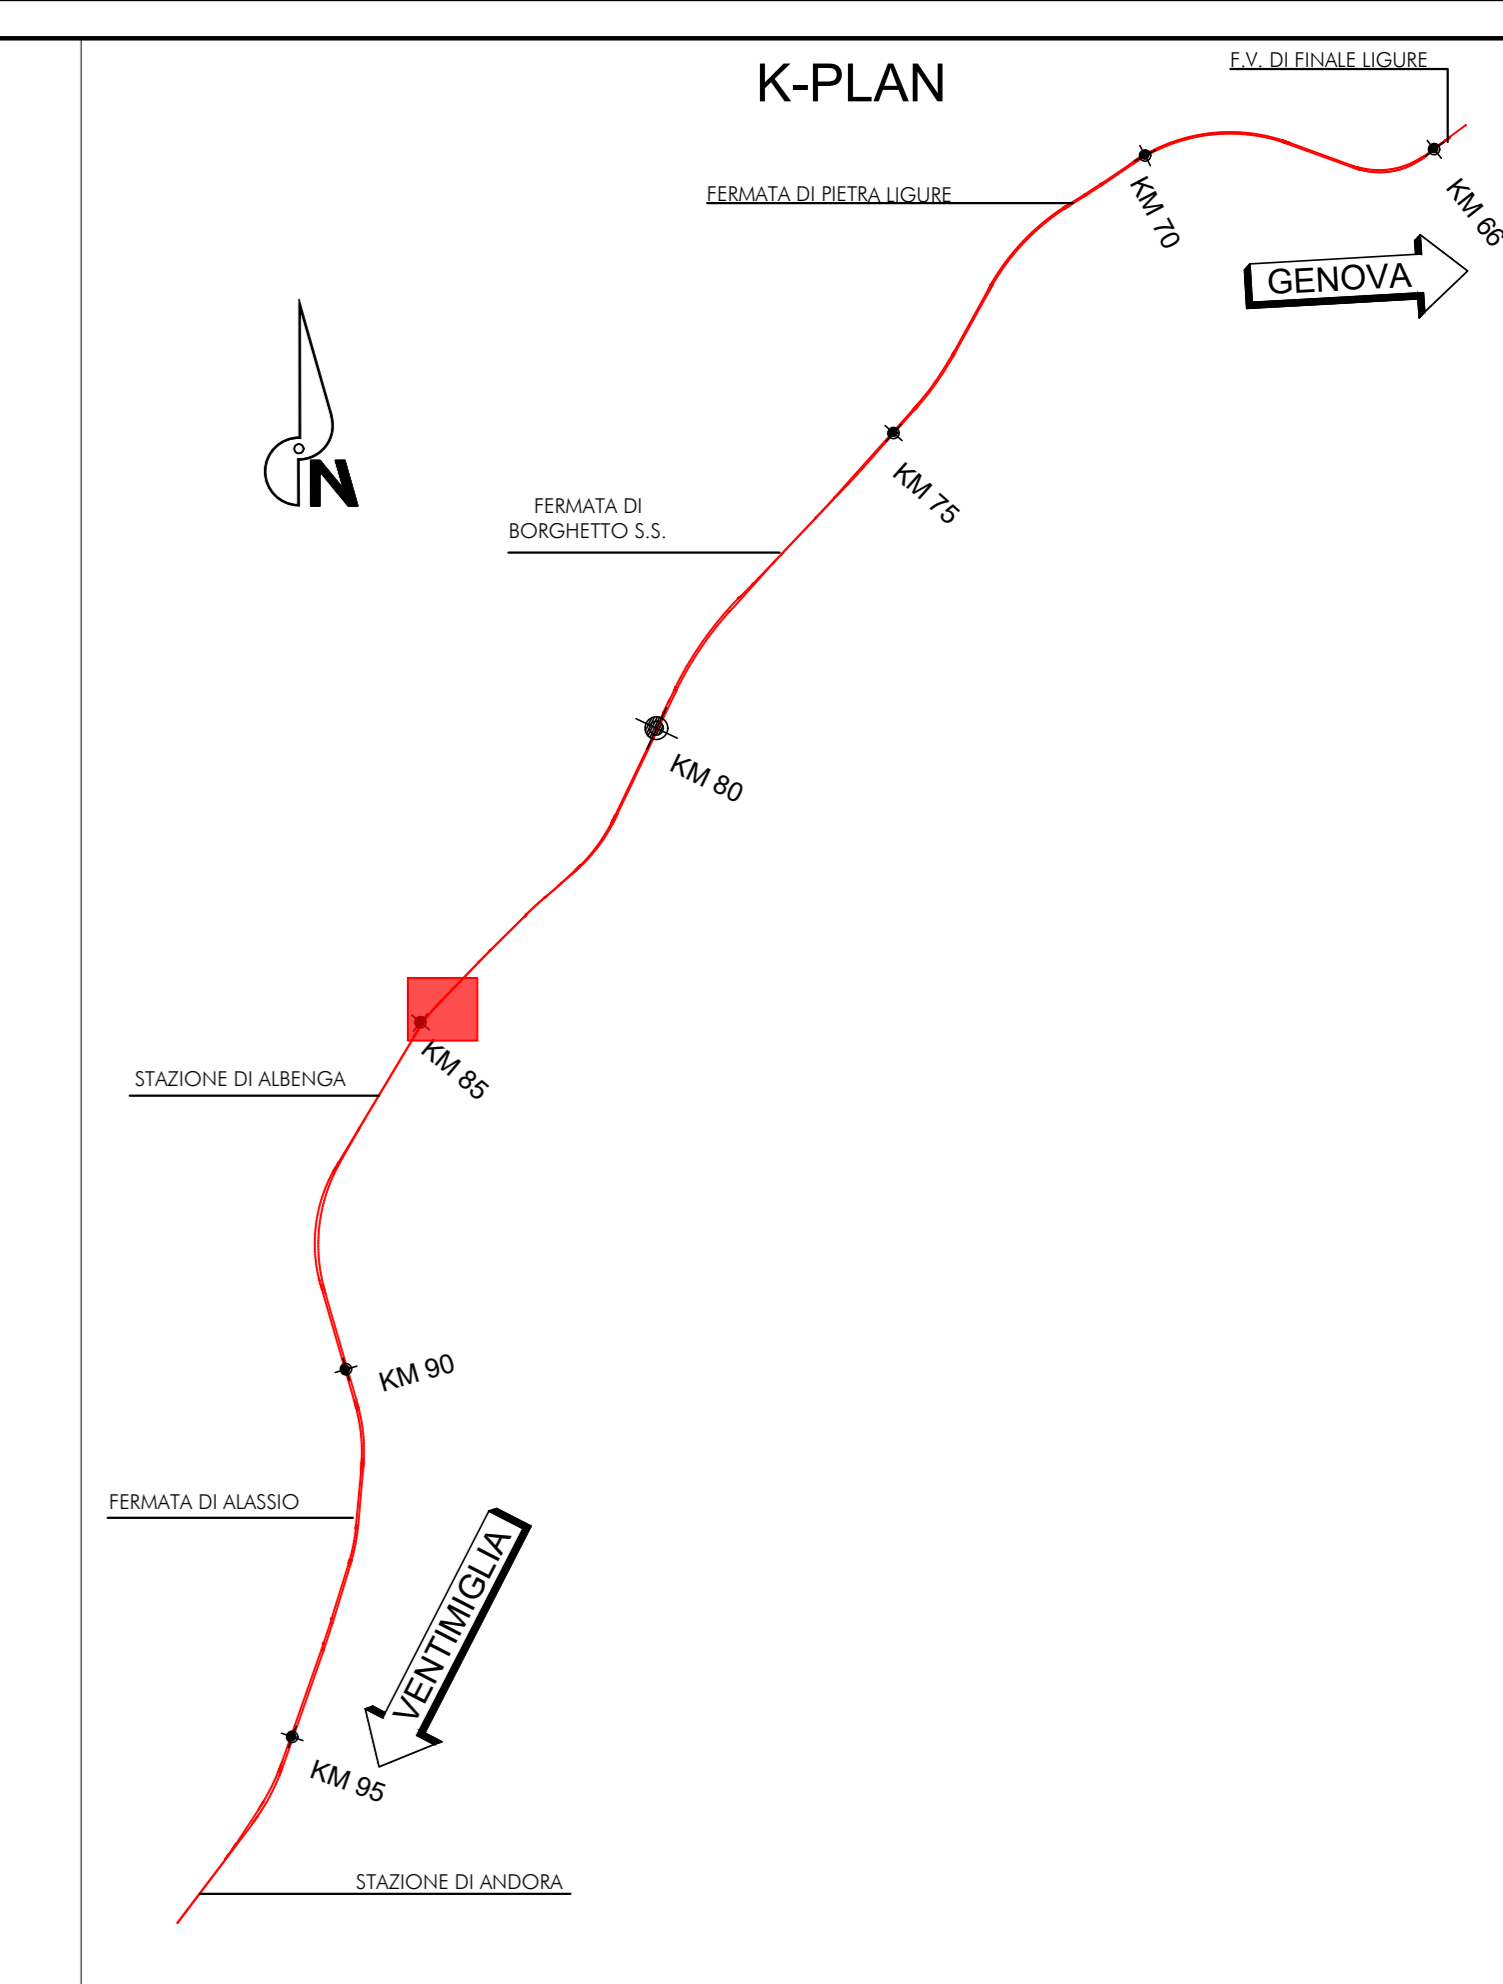 K-PLAN
F.V. DI FINALE LIGURE
FERMATA DI PIETRA LIGURE
KM 70
KM 66
GENOVA
N
KM 75
FERMATA DI
BORGHETTO S.S.
KM 80
STAZIONE DI ALBENGA
KM 85
KM 90
FERMATA DI ALASSIO
VENTIMIGLIA
KM 95
STAZIONE DI ANDORA